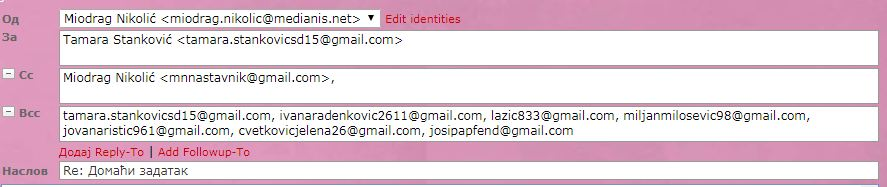 Од Miodrag Nikolić <miodrag.nikolic@medianis.net> Edit identities
За Tamara Stanković <tamara.stankovicsd15@gmail.com>
Cc Miodrag Nikolić <mnnastavnik@gmail.com>,
Bcc tamara.stankovicsd15@gmail.com, ivanaradenkovic2611@gmail.com, lazic833@gmail.com, miljanmilosevic98@gmail.com,
jovanaristic961@gmail.com, cvetkovicjelena26@gmail.com, josipapfend@gmail.com
Додај Reply-To | Add Followup-To
Наслов Re: Домаћи задатак